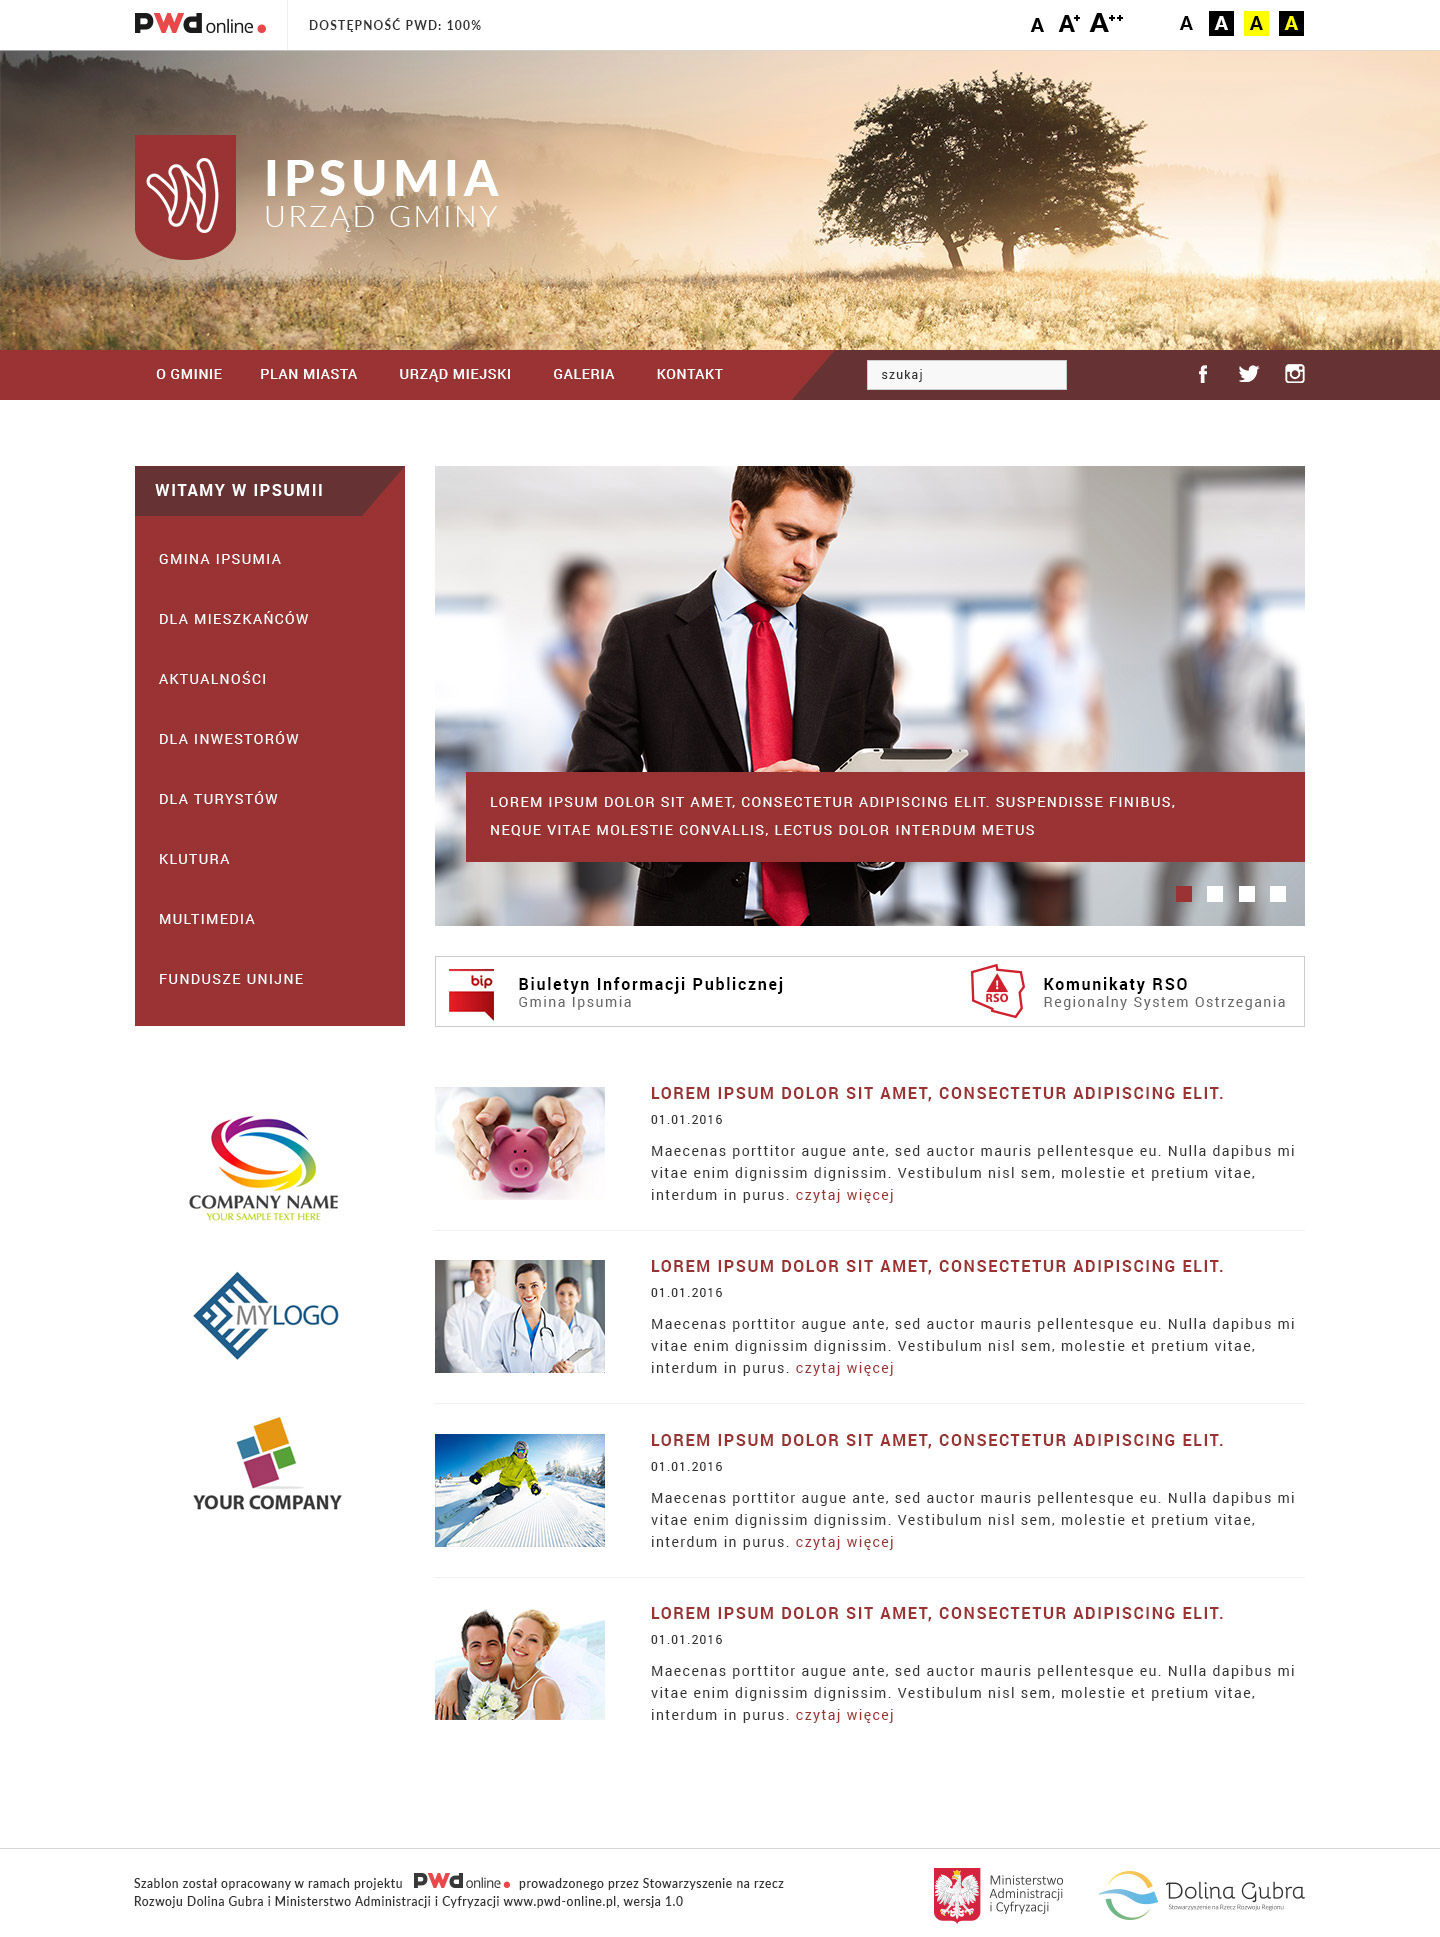 PWd online
DOSTĘPNOŚĆ PWD: 100%
A A+ A++ A A A A
IPSUMIA
URZĄD GMINY
O GMINIE PLAN MIASTA URZĄD MIEJSKI GALERIA KONTAKT szukaj
WITAMY W IPSUMII
GMINA IPSUMIA
DLA MIESZKAŃCÓW
AKTUALNOŚCI
DLA INWESTORÓW
DLA TURYSTÓW
KLUTURA
MULTIMEDIA
FUNDUSZE UNIJNE
LOREM IPSUM DOLOR SIT AMET, CONSECTETUR ADIPISCING ELIT. SUSPENDISSE FINIBUS,
NEQUE VITAE MOLESTIE CONVALLIS, LECTUS DOLOR INTERDUM METUS
bip
Biuletyn Informacji Publicznej
Gmina Ipsumia
RSO
Komunikaty RSO
Regionalny System Ostrzegania
COMPANY NAME
YOUR SAMPLE TEXT HERE
MYLOGO
YOUR COMPANY
LOREM IPSUM DOLOR SIT AMET, CONSECTETUR ADIPISCING ELIT.
01.01.2016
Maecenas porttitor augue ante, sed auctor mauris pellentesque eu. Nulla dapibus mi
vitae enim dignissim dignissim. Vestibulum nisl sem, molestie et pretium vitae,
interdum in purus. czytaj więcej
LOREM IPSUM DOLOR SIT AMET, CONSECTETUR ADIPISCING ELIT.
01.01.2016
Maecenas porttitor augue ante, sed auctor mauris pellentesque eu. Nulla dapibus mi
vitae enim dignissim dignissim. Vestibulum nisl sem, molestie et pretium vitae,
interdum in purus. czytaj więcej
LOREM IPSUM DOLOR SIT AMET, CONSECTETUR ADIPISCING ELIT.
01.01.2016
Maecenas porttitor augue ante, sed auctor mauris pellentesque eu. Nulla dapibus mi
vitae enim dignissim dignissim. Vestibulum nisl sem, molestie et pretium vitae,
interdum in purus. czytaj więcej
LOREM IPSUM DOLOR SIT AMET, CONSECTETUR ADIPISCING ELIT.
01.01.2016
Maecenas porttitor augue ante, sed auctor mauris pellentesque eu. Nulla dapibus mi
vitae enim dignissim dignissim. Vestibulum nisl sem, molestie et pretium vitae,
interdum in purus. czytaj więcej
Szablon został opracowany w ramach projektu PWd online prowadzonego przez Stowarzyszenie na rzecz
Rozwoju Dolina Gubra i Ministerstwo Administracji i Cyfryzacji www.pwd-online.pl, wersja 1.0
Ministerstwo
Administracji
i Cyfryzacji
Dolina Gubra
Stowarzyszenie na Rzecz Rozwoju Regionu